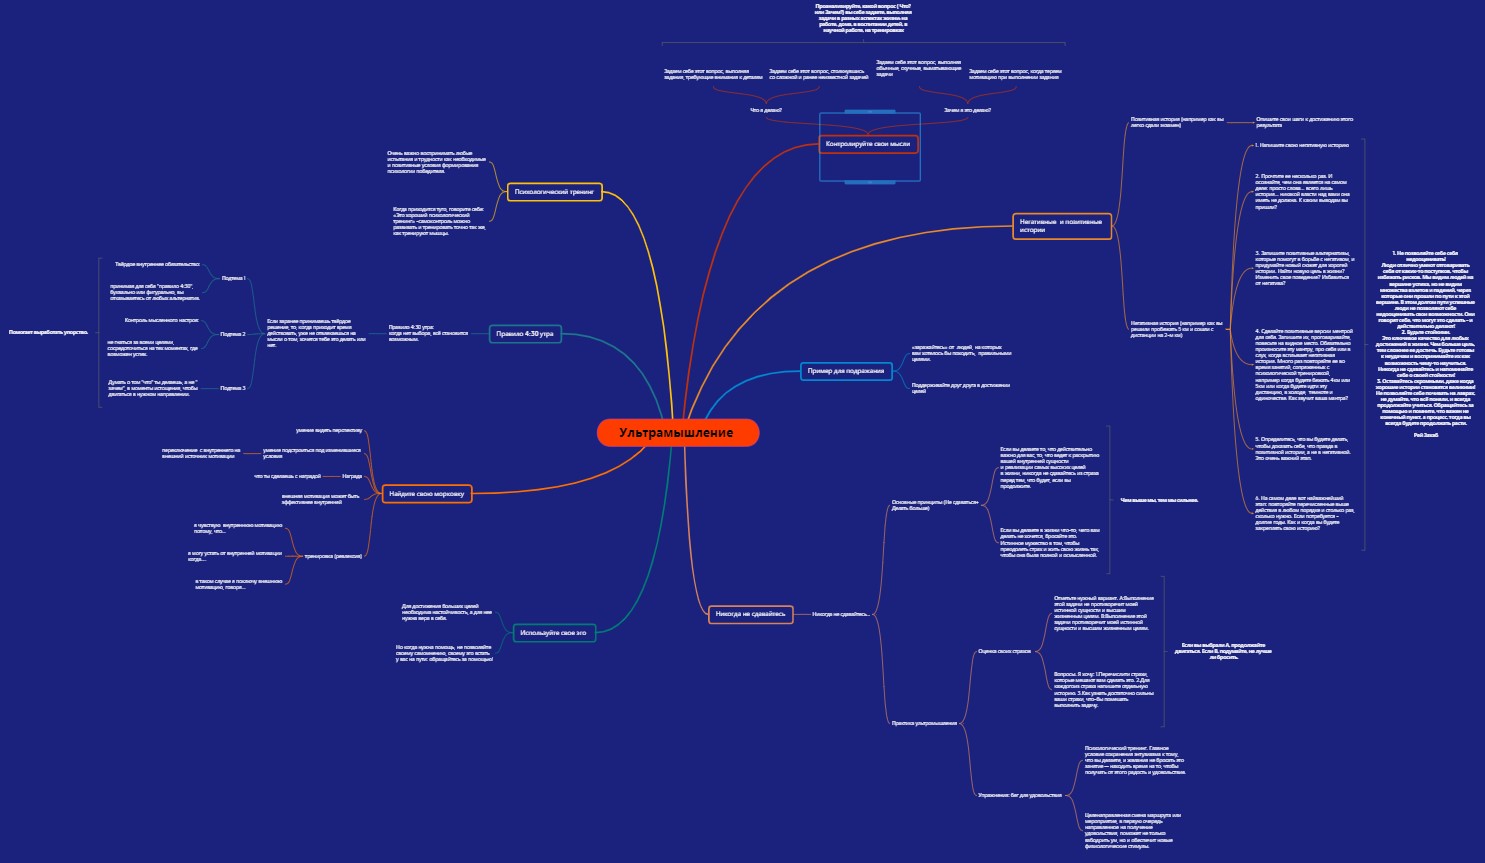 Проанализируйте, какой вопрос (Что?
или Зачем?) вы себе задаете, выполняя
задачи в разных аспектах жизни: на
работе, дома, в воспитании детей, в
научной работе, на тренировках
Задаем себе этот вопрос, выполняя
задания, требующие внимания к деталям
Задаем себе этот вопрос, столкнувшись
со сложной и ранее неизвестной задачей
Задаем себе этот вопрос, выполняя
обычные, скучные, выматывающие
задачи
Задаем себе этот вопрос, когда теряем
мотивацию при выполнении задания
Что я делаю?
Зачем я это делаю?
Контролируйте свои мысли
Психологический тренинг
Очень важно воспринимать любые
испытания и трудности как необходимые
и позитивные условия формирования
психологии победителя.
Когда приходится туго, говорите себе:
«Это хороший психологический
тренинг» -самоконтроль можно
развивать и тренировать точно так же,
как тренируют мышцы.
Правило 4:30 утра
Правило 4:30 утра:
когда нет выбора, всё становится
возможным.
Если заранее принимаешь твёрдое
решение, то, когда приходит время
действовать, уже не отвлекаешься на
мысли о том, хочется тебе это делать или
нет.
Подтема 1
Твёрдое внутреннее обязательство:
принимая для себя "правило 4:30",
буквально или фигурально, вы
отказываетесь от любых альтернатив.
Подтема 2
Контроль мысленного настроя:
не гнаться за всеми целями,
сосредоточиться на тех моментах, где
возможен успех.
Подтема 3
Думать о том "что" ты делаешь, а не "
зачем", в моменты истощения, чтобы
двигаться в нужном направлении.
Помогает выработать упорство.
Ультрамышление
Найдите свою морковку
умение видеть перспективу
умение подстроиться под изменившиеся
условия
переключение с внутреннего на
внешний источник мотивации
Награда
что ты сделаешь с наградой
внешняя мотивация может быть
эффективнее внутренней
тренировка (рефлексия)
я чувствую внутреннюю мотивацию
потому, что...
я могу устать от внутренней мотивации
когда....
в таком случае я поключу внешнюю
мотивацию, говоря...
Используйте свое эго
Для достижения больших целей
необходима настойчивость, а для нее
нужна вера в себя.
Но когда нужна помощь, не позволяйте
своему самомнению, своему эго встать
у вас на пути: обращайтесь за помощью!
Негативные и позитивные
истории
Позитивная история (например как вы
легко сдали экзамен)
Опишите свои шаги к достижению этого
результата
Негативная история (например как вы
решили пробежать 5 км и сошли с
дистанции на 2-м км)
1. Напишите свою негативную историю
2. Прочтите ее несколько раз. И
осознайте, чем она является на самом
деле: просто слова... всего лишь
история... никакой власти над вами она
иметь не должна. К каким выводам вы
пришли?
3. Запишите позитивные альтернативы,
которые помогут в борьбе с негативом, и
придумайте новый сюжет для короткой
истории. Найти новую цель в жизни?
Изменить свое поведение? Избавиться
от негатива?
4. Сделайте позитивные версии мантрой
для себя. Запишите их, проговаривайте,
повесьте на видное место. Обязательно
произносите эту мантру, про себя или в
слух, когда всплывает негативная
история. Много раз повторяйте ее во
время занятий, сопряженных с
психологической тренировкой,
например когда будете бежать 4км или
5км или когда будете идти эту
дистанцию, в холоде, темноте и
одиночестве. Как звучит ваша мантра?
5. Определитесь, что вы будете делать,
чтобы доказать себе, что правда в
позитивной истории, а не в негативной.
Это очень важный этап.
6. На самом деле вот наиважнейший
этап: повторяйте перечисленные выше
действия в любом порядке и столько раз,
сколько нужно. Если потребуется –
долгие годы. Как и когда вы будете
закреплять свою историю?
1. Не позволяйте себе себя
недооценивать!
Люди отлично умеют отговаривать
себя от каких-то поступков, чтобы
избежать рисков. Мы видим людей на
вершине успеха, но не видим
множества взлетов и падений, через
которые они прошли по пути к этой
вершине. В этом долгом пути успешные
люди не позволяют себе
недооценивать свои возможности. Они
говорят себе, что могут это сделать – и
действительно делают!
2. Будьте стойкими.
Это ключевое качество для любых
достижений в жизни. Чем больше цель,
тем сложнее ее достичь. Будьте готовы
к неудачам и воспринимайте их как
возможность чему-то научиться.
Никогда не сдавайтесь и напоминайте
себе о своей стойкости!
3. Оставайтесь скромными, даже когда
хорошие истории становятся великими!
Не позволяйте себе почивать на лаврах,
не думайте, что всё поняли, и всегда
продолжайте учиться. Обращайтесь за
помощью и помните, что важен не
конечный пункт, а процесс, тогда вы
всегда будете продолжать расти.
Рей Захаб
Пример для подражания
«заражайтесь» от людей, на которых
вам хотелось бы походить, правильными
целями.
Поддерживайте друг друга в достижении
целей
Никогда не сдавайтесь
Никогда не сдавайтесь...
Основные принципы (Не сдаваться+
Делать больше)
Если вы делаете то, что действительно
важно для вас; то, что ведет к раскрытию
вашей внутренней сущности
и реализации самых высоких целей
в жизни, никогда не сдавайтесь из страха
перед тем, что будет, если вы
продолжите.
Если вы делаете в жизни что-то, чего вам
делать не хочется, бросайте это.
Истинное мужество в том, чтобы
преодолеть страх и жить свою жизнь так,
чтобы она была полной и осмысленной.
Чем выше мы, тем мы сильнее.
Практика ультрамышления
Оценка своих страхов
Отметьте нужный вариант. А:Выполнение
этой задачи не противоречит моей
истинной сущности и высшим
жизненным целям. В:Выполнение этой
задачи противоречит моей истинной
сущности и высшим жизненным целям.
Вопросы. Я хочу: 1.Перечислите страхи,
которые мешают вам сделать это. 2.Для
каждого из страхов напишите отдельную
историю. 3.Как узнать достаточно сильны
ваши страхи, что-бы помешать
выполнить задачу.
Если вы выбрали А, продолжайте
двигаться. Если В, подумайте, не лучше
ли бросить.
Упражнения: бег для удовольствия
Психологический тренинг. Главное
условие сохранения энтузиазма к тому,
что вы делаете, и желания не бросать это
занятие — находить время на то, чтобы
получать от этого радость и удовольствие.
Целенаправленная смена маршрута или
мероприятие, в первую очередь
направленное на получение
удовольствия, поможет не только
взбодрить ум, но и обеспечит новые
физиологические стимулы.